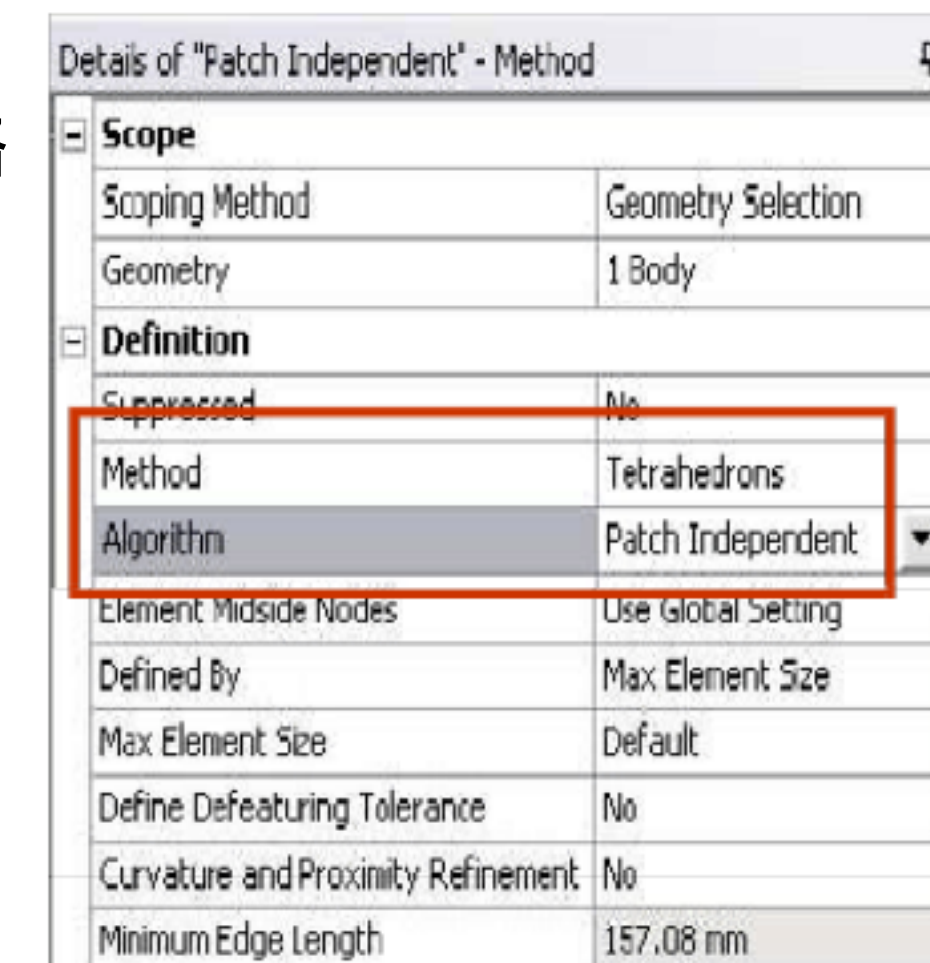 Details of "Patch Independent" - Method
Scope
Scoping Method Geometry Selection
Geometry 1 Body
Definition
Suppressed No
Method Tetrahedrons
Algorithm Patch Independent
Element Midside Nodes Use Global Setting
Defined By Max Element Size
Max Element Size Default
Define Defeaturing Tolerance No
Curvature and Proximity Refinement No
Minimum Edge Length 157.08 mm